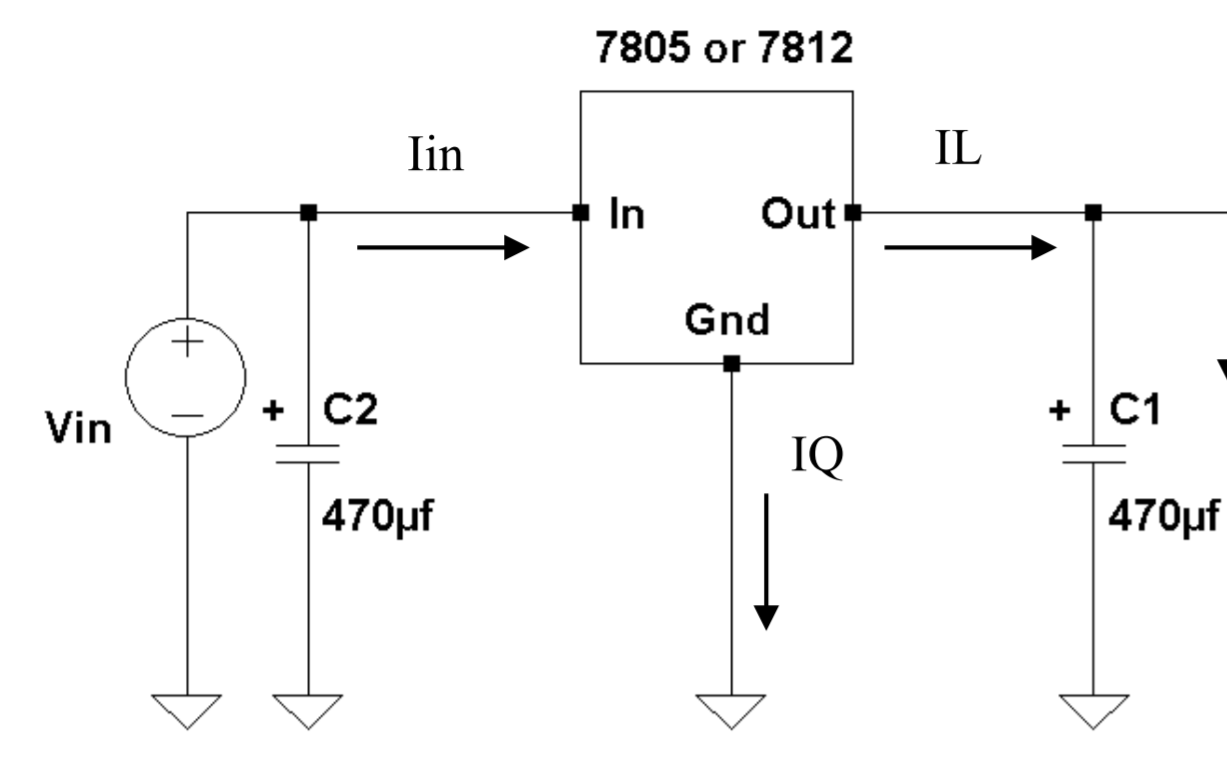 7805 or 7812
Iin
IL
In
Out
Gnd
+
−
Vin
+
C2
470µf
IQ
+
C1
470µf